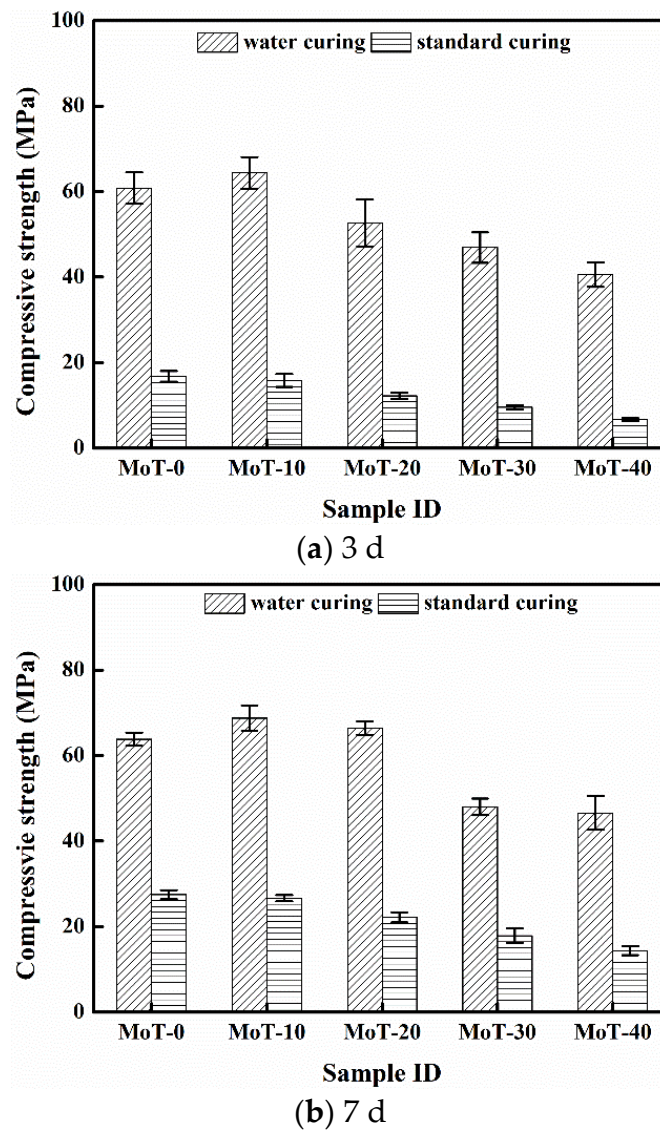 100
water curing standard curing
80
60
40
20
0
Compressive strength (MPa)
MoT-0 MoT-10 MoT-20 MoT-30 MoT-40
Sample ID
(a) 3 d
100
water curing standard curing
80
60
40
20
0
Compressvie strength (MPa)
MoT-0 MoT-10 MoT-20 MoT-30 MoT-40
Sample ID
(b) 7 d